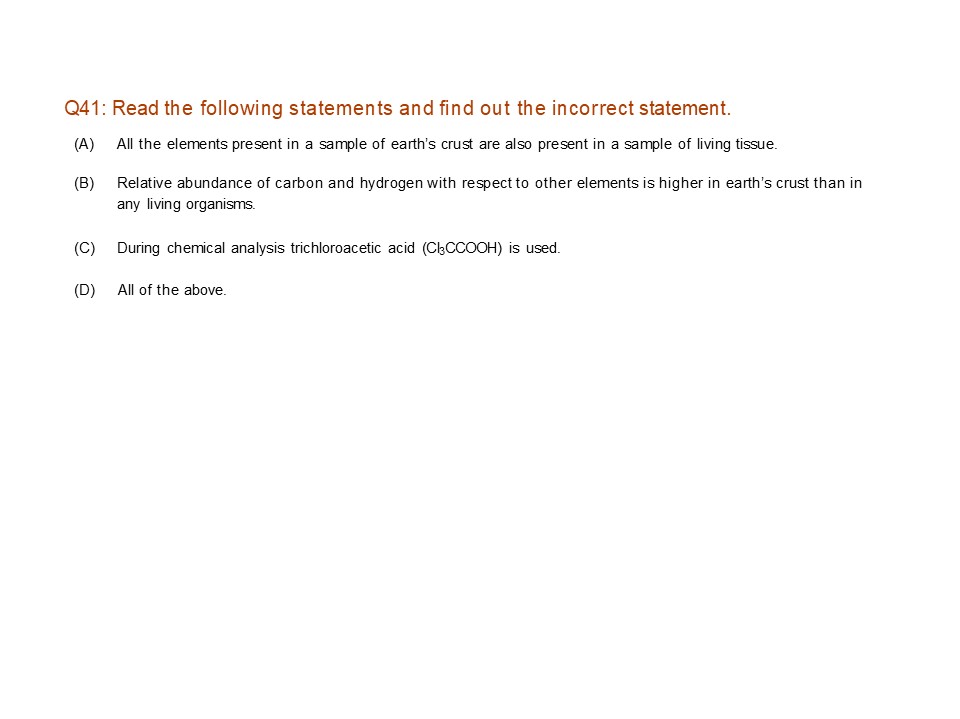 Q41: Read the following statements and find out the incorrect statement.
(A) All the elements present in a sample of earth's crust are also present in a sample of living tissue.
(B) Relative abundance of carbon and hydrogen with respect to other elements is higher in earth's crust than in
any living organisms.
(C) During chemical analysis trichloroacetic acid (Cl₃CCOOH) is used.
(D) All of the above.